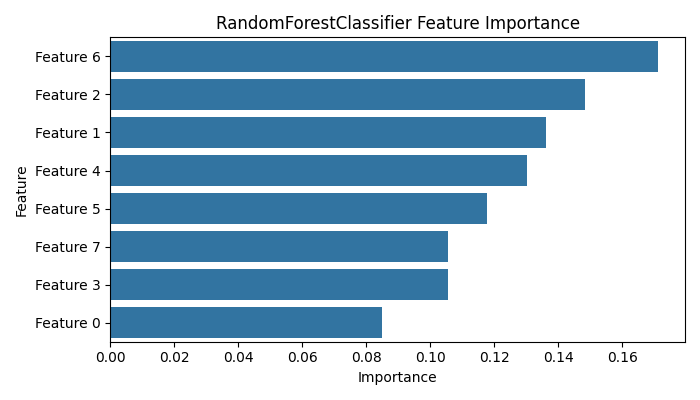 RandomForestClassifier Feature Importance
Feature 6
Feature 2
Feature 1
Feature 4
Feature 5
Feature 7
Feature 3
Feature 0
Feature
0.00 0.02 0.04 0.06 0.08 0.10 0.12 0.14 0.16
Importance